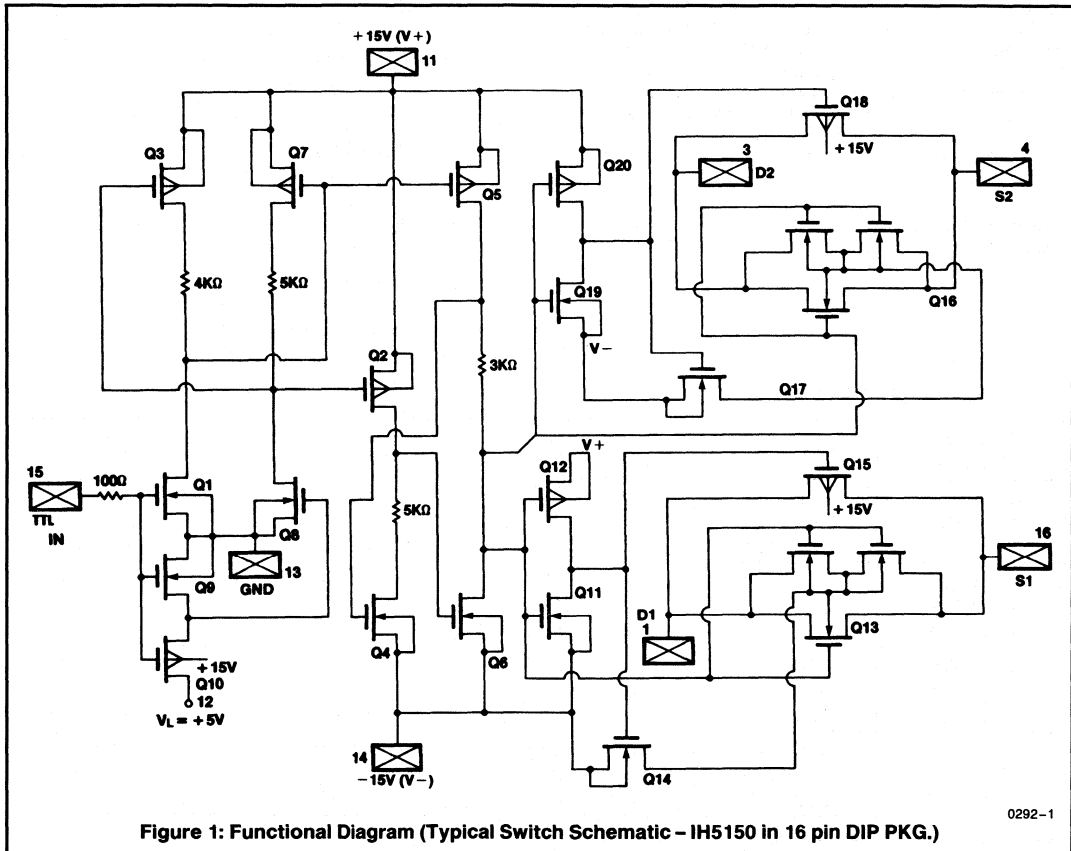 +15V (V+)
11
Q3
Q7
Q5
Q20
Q18
+15V
3
D2
4
S2
4KΩ
5KΩ
Q19
V−
Q16
Q2
3KΩ
Q17
15
100Ω
TTL
IN
Q1
Q8
Q9
13
GND
+15V
Q10
12
VL = +5V
5KΩ
Q4
Q6
Q12
V+
Q11
Q15
+15V
16
S1
D1
1
Q13
14
−15V (V−)
Q14
0292–1
Figure 1: Functional Diagram (Typical Switch Schematic – IH5150 in 16 pin DIP PKG.)